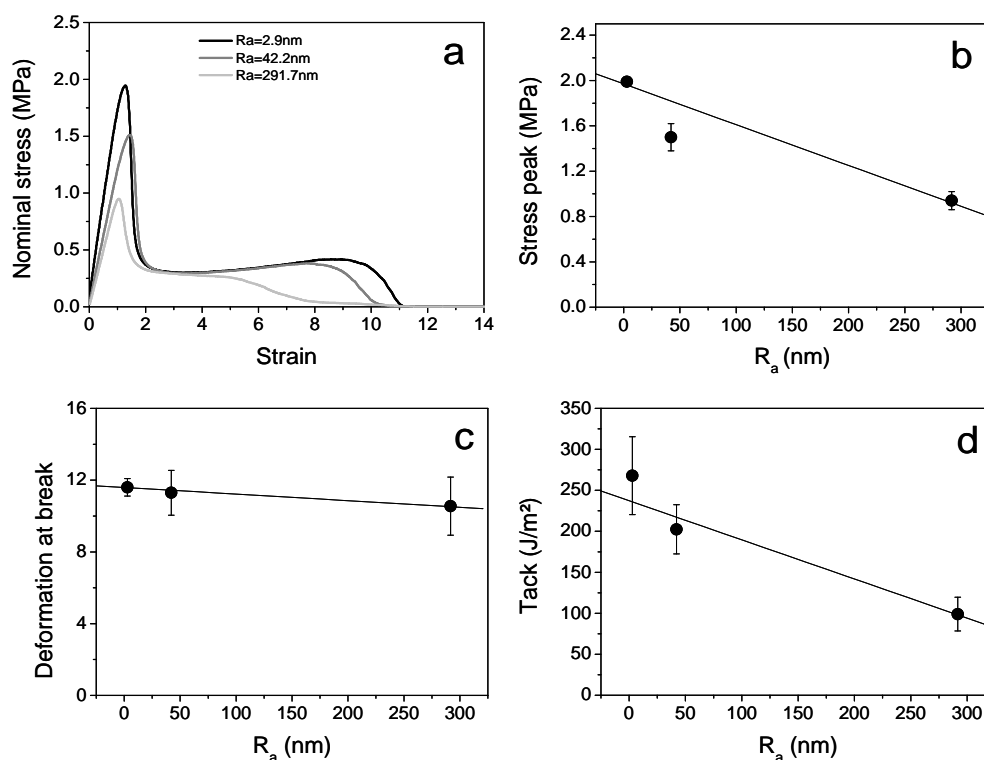 a
Ra=2.9nm
Ra=42.2nm
Ra=291.7nm
Nominal stress (MPa)
2.5
2.0
1.5
1.0
0.5
0.0
0 2 4 6 8 10 12 14
Strain
b
Stress peak (MPa)
2.4
2.0
1.6
1.2
0.8
0.4
0.0
0 50 100 150 200 250 300
Ra (nm)
c
Deformation at break
16
12
8
4
0
0 50 100 150 200 250 300
Ra (nm)
d
Tack (J/m²)
350
300
250
200
150
100
50
0
0 50 100 150 200 250 300
Ra (nm)